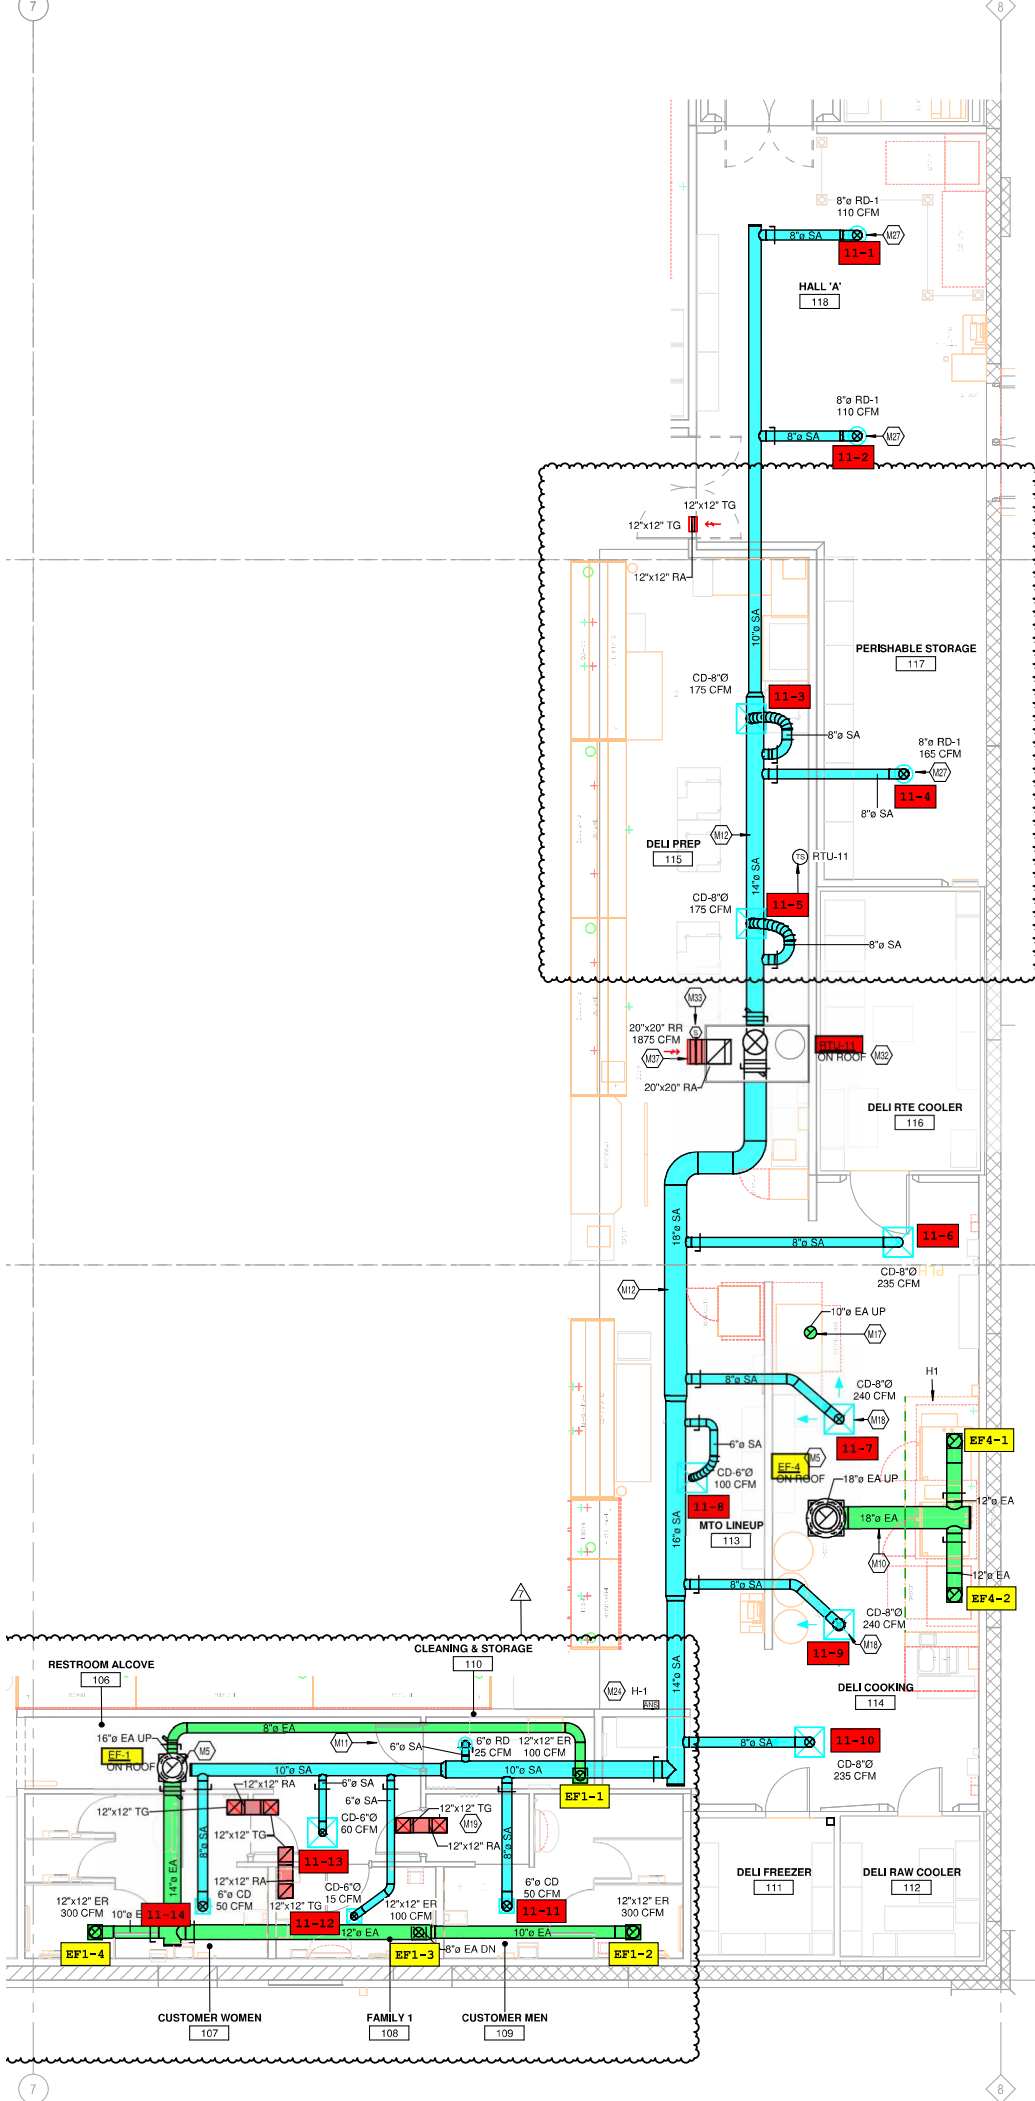 7
8
8"ø RD-1
110 CFM
8"ø SA
M27
11-1
HALL 'A'
118
8"ø RD-1
110 CFM
8"ø SA
M27
11-2
12"x12" TG
12"x12" TG
12"x12" RA
10"ø SA
PERISHABLE STORAGE
117
CD-8"Ø
175 CFM
11-3
8"ø SA
8"ø RD-1
165 CFM
M27
11-4
8"ø SA
M12
DELI PREP
115
TS
RTU-11
14"ø SA
CD-8"Ø
175 CFM
11-5
8"ø SA
M33
S
20"x20" RR
1875 CFM
M37
20"x20" RA
RTU-11
ON ROOF
M32
DELI RTE COOLER
116
18"ø SA
8"ø SA
11-6
CD-8"Ø
235 CFM
M12
10"ø EA UP
M17
H1
8"ø SA
CD-8"Ø
240 CFM
M18
11-7
EF4-1
6"ø SA
CD-6"Ø
100 CFM
11-8
EF-4
ON ROOF
M5
18"ø EA UP
12"ø EA
18"ø EA
M10
MTO LINEUP
113
16"ø SA
12"ø EA
EF4-2
8"ø SA
CD-8"Ø
240 CFM
M18
11-9
7
CLEANING & STORAGE
110
RESTROOM ALCOVE
106
14"ø SA
M24
H-1
ANS
DELI COOKING
114
8"ø EA
16"ø EA UP
M5
EF-1
ON ROOF
M11
6"ø SA
6"ø RD
25 CFM
12"x12" ER
100 CFM
8"ø SA
11-10
CD-8"Ø
235 CFM
10"ø SA
10"ø SA
EF1-1
12"x12" RA
6"ø SA
6"ø SA
12"x12" TG
CD-6"Ø
60 CFM
12"x12" TG
M19
12"x12" TG
12"x12" RA
8"ø SA
8"ø SA
11-13
14"ø EA
12"x12" RA
6"ø CD
50 CFM
12"x12" TG
CD-6"Ø
15 CFM
6"ø CD
50 CFM
DELI FREEZER
111
DELI RAW COOLER
112
12"x12" ER
300 CFM
10"ø E
11-14
11-12
12"x12" ER
100 CFM
11-11
12"x12" ER
300 CFM
EF1-4
12"ø EA
EF1-3
8"ø EA DN
10"ø EA
EF1-2
CUSTOMER WOMEN
107
FAMILY 1
108
CUSTOMER MEN
109
7
8